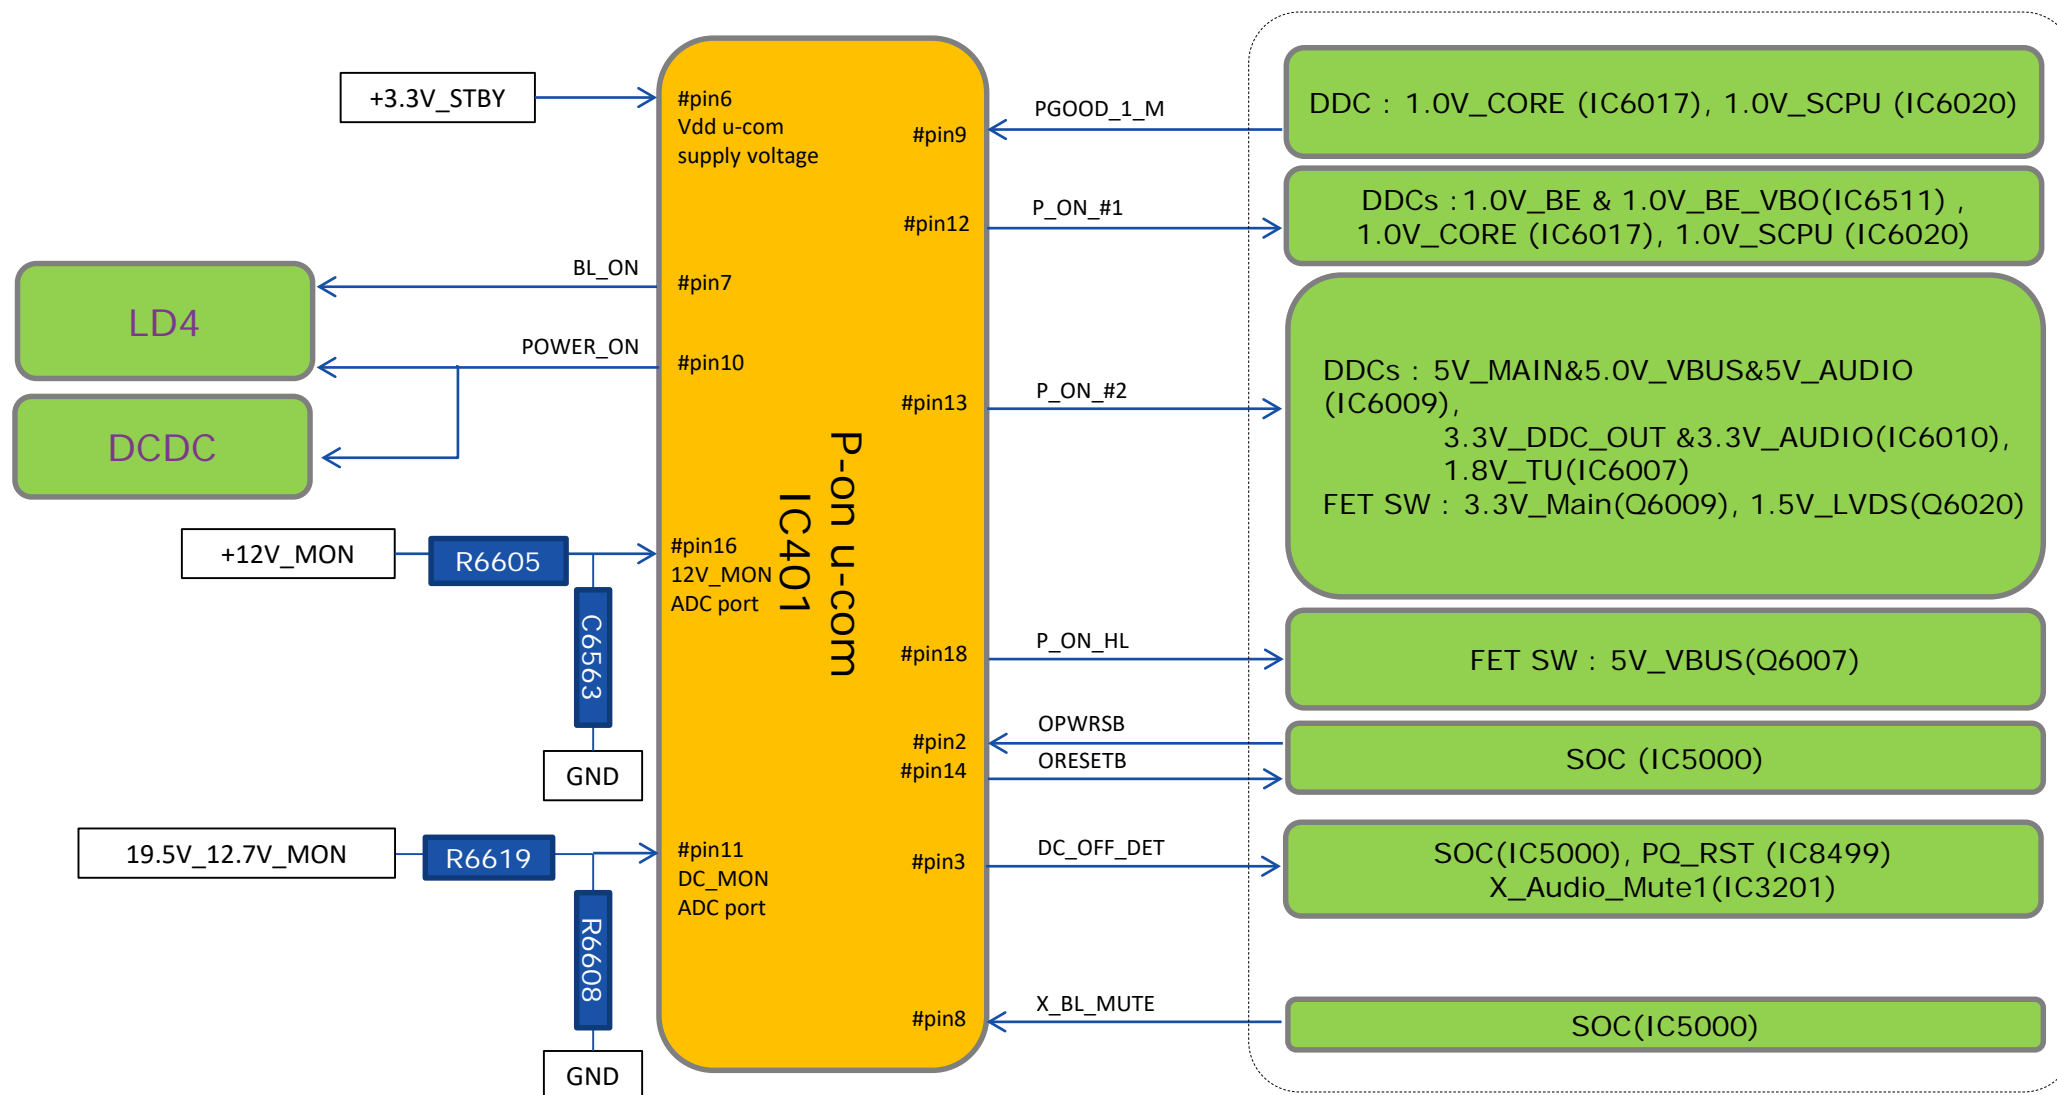 +3.3V_STBY
#pin6
Vdd u-com
supply voltage
BL_ON
#pin7
LD4
POWER_ON
#pin10
DCDC
+12V_MON
R6605
#pin16
12V_MON
ADC port
C6563
GND
19.5V_12.7V_MON
R6619
#pin11
DC_MON
ADC port
R6608
GND
P-on u-com
IC401
#pin9
PGOOD_1_M
DDC : 1.0V_CORE (IC6017), 1.0V_SCPU (IC6020)
#pin12
P_ON_#1
DDCs :1.0V_BE & 1.0V_BE_VBO(IC6511) ,
1.0V_CORE (IC6017), 1.0V_SCPU (IC6020)
#pin13
P_ON_#2
DDCs : 5V_MAIN&5.0V_VBUS&5V_AUDIO
(IC6009),
3.3V_DDC_OUT &3.3V_AUDIO(IC6010),
1.8V_TU(IC6007)
FET SW : 3.3V_Main(Q6009), 1.5V_LVDS(Q6020)
#pin18
P_ON_HL
FET SW : 5V_VBUS(Q6007)
#pin2
OPWRSB
#pin14
ORESETB
SOC (IC5000)
#pin3
DC_OFF_DET
SOC(IC5000), PQ_RST (IC8499)
X_Audio_Mute1(IC3201)
#pin8
X_BL_MUTE
SOC(IC5000)